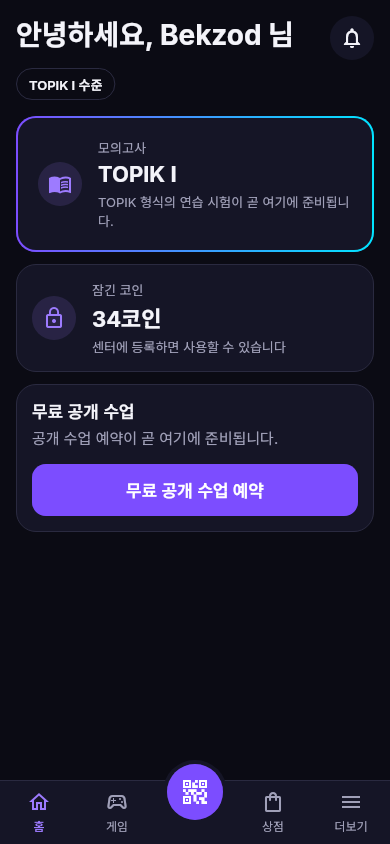 안녕하세요, Bekzod 님
TOPIK I 수준
모의고사
TOPIK I
TOPIK 형식의 연습 시험이 곧 여기에 준비됩니
다.
잠긴 코인
34코인
센터에 등록하면 사용할 수 있습니다
무료 공개 수업
공개 수업 예약이 곧 여기에 준비됩니다.
무료 공개 수업 예약
홈
게임
상점
더보기